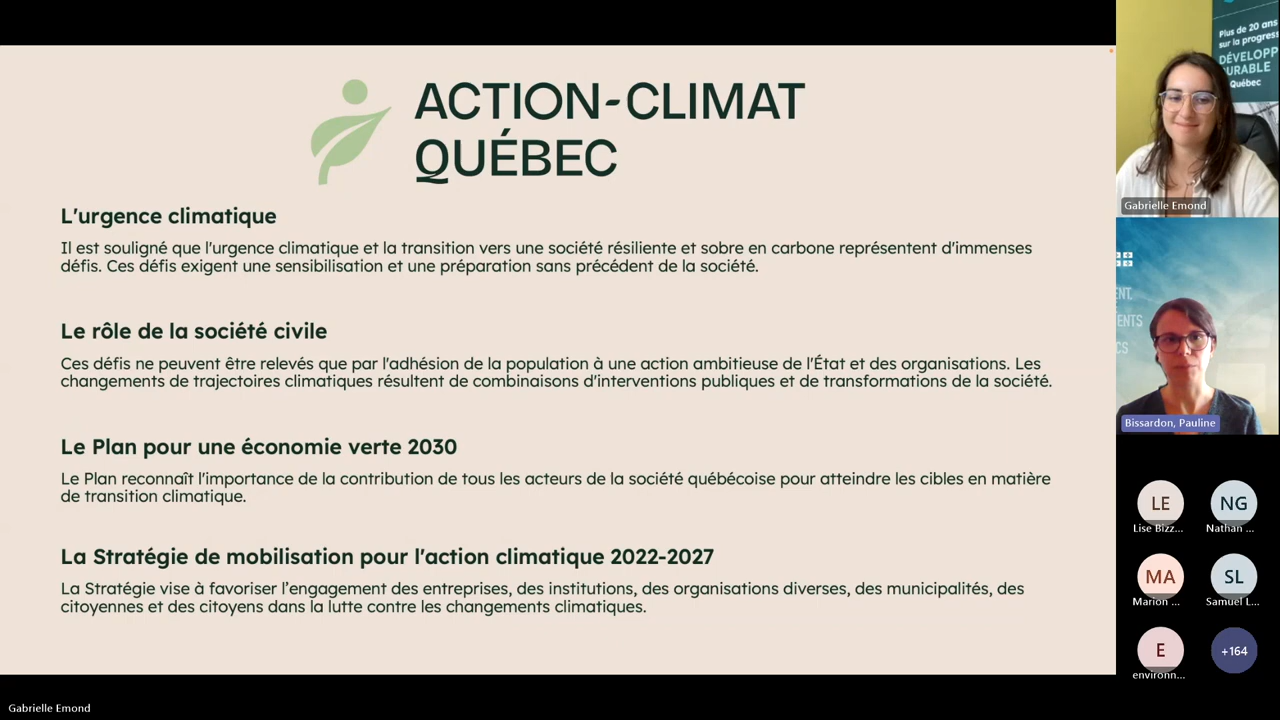 ACTION-CLIMAT
QUÉBEC
L'urgence climatique
Il est souligné que l'urgence climatique et la transition vers une société résiliente et sobre en carbone représentent d'immenses
défis. Ces défis exigent une sensibilisation et une préparation sans précédent de la société.
Le rôle de la société civile
Ces défis ne peuvent être relevés que par l'adhésion de la population à une action ambitieuse de l'État et des organisations. Les
changements de trajectoires climatiques résultent de combinaisons d'interventions publiques et de transformations de la société.
Le Plan pour une économie verte 2030
Le Plan reconnaît l'importance de la contribution de tous les acteurs de la société québécoise pour atteindre les cibles en matière
de transition climatique.
La Stratégie de mobilisation pour l'action climatique 2022-2027
La Stratégie vise à favoriser l’engagement des entreprises, des institutions, des organisations diverses, des municipalités, des
citoyennes et des citoyens dans la lutte contre les changements climatiques.
Plus de 20 ans
sur la progress
DÉVELOPP
DURABLE
Québec
Gabrielle Emond
ENT,
MENTS
CS
Bissardon, Pauline
LE
NG
Lise Bizz...
Nathan ...
MA
SL
Marion ...
Samuel L...
E
+164
environn...
Gabrielle Emond